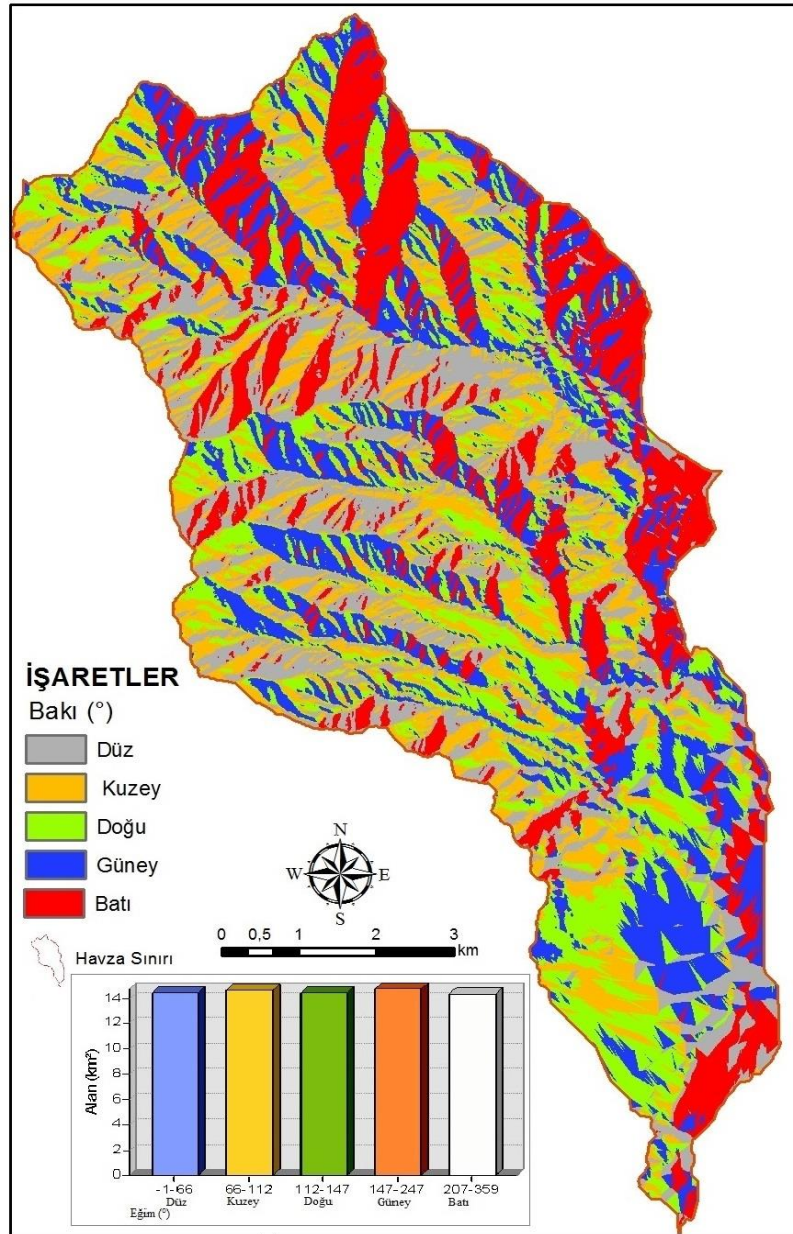 İŞARETLER
Bakı (°)
Düz
Kuzey
Doğu
Güney
Batı
Havza Sınırı
N
W E
S
0 0,5 1 2 3
km
Alan (km²)
14
12
10
8
6
4
2
0
-1-66 66-112 112-147 147-247 207-359
Düz Kuzey Doğu Güney Batı
Eğim (°)